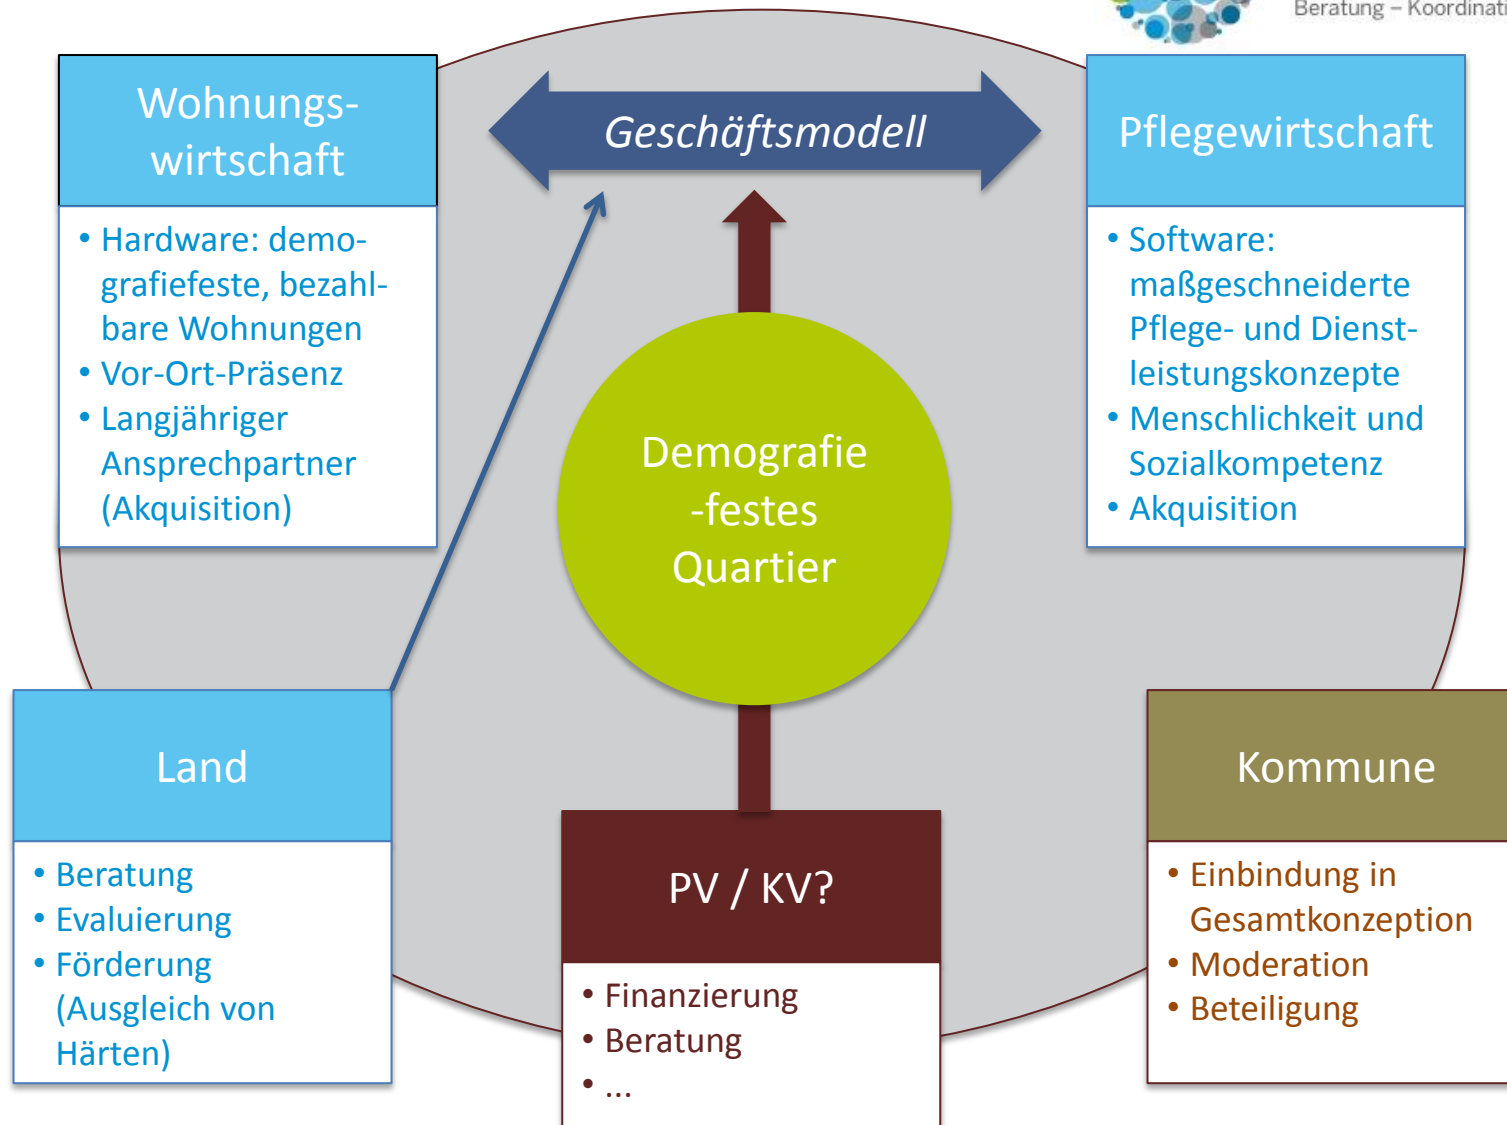 Beratung – Koordinati
Wohnungs-
wirtschaft
• Hardware: demo-
grafiefeste, bezahl-
bare Wohnungen
• Vor-Ort-Präsenz
• Langjähriger
Ansprechpartner
(Akquisition)
Geschäftsmodell
Pflegewirtschaft
• Software:
maßgeschneiderte
Pflege- und Dienst-
leistungskonzepte
• Menschlichkeit und
Sozialkompetenz
• Akquisition
Demografie
-festes
Quartier
Land
• Beratung
• Evaluierung
• Förderung
(Ausgleich von
Härten)
PV / KV?
• Finanzierung
• Beratung
• ...
Kommune
• Einbindung in
Gesamtkonzeption
• Moderation
• Beteiligung